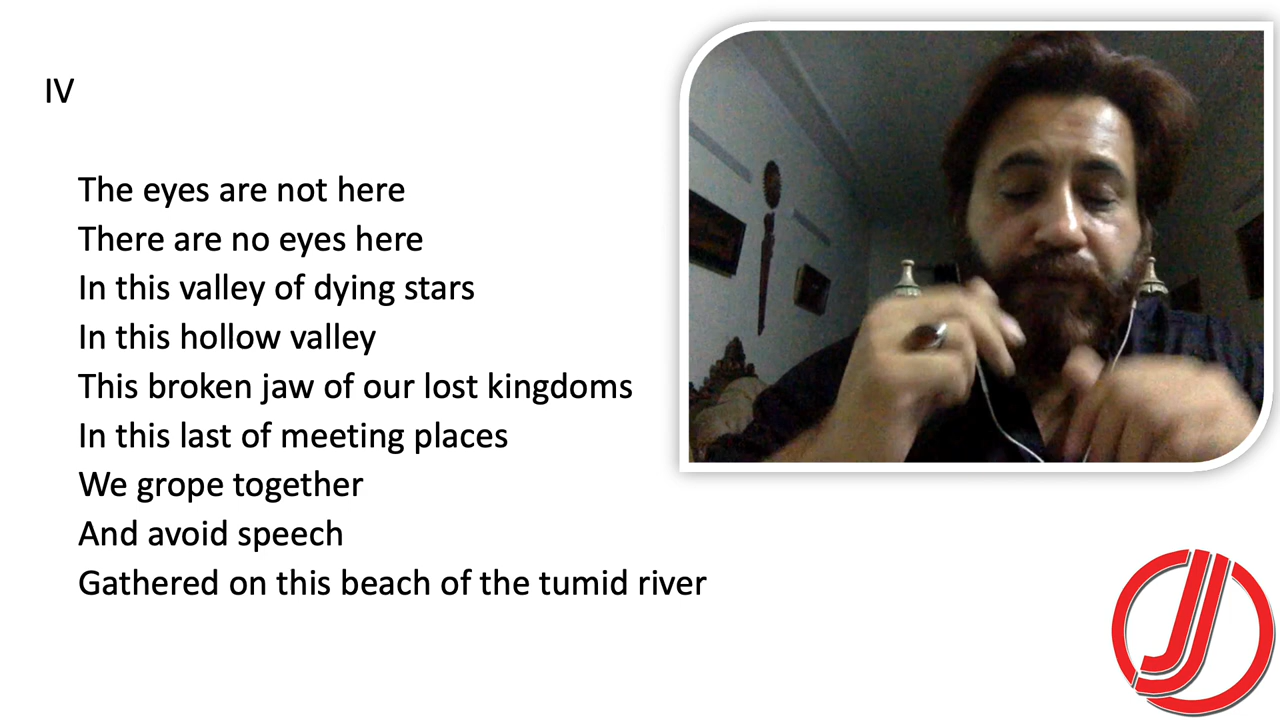 IV
The eyes are not here
There are no eyes here
In this valley of dying stars
In this hollow valley
This broken jaw of our lost kingdoms
In this last of meeting places
We grope together
And avoid speech
Gathered on this beach of the tumid river